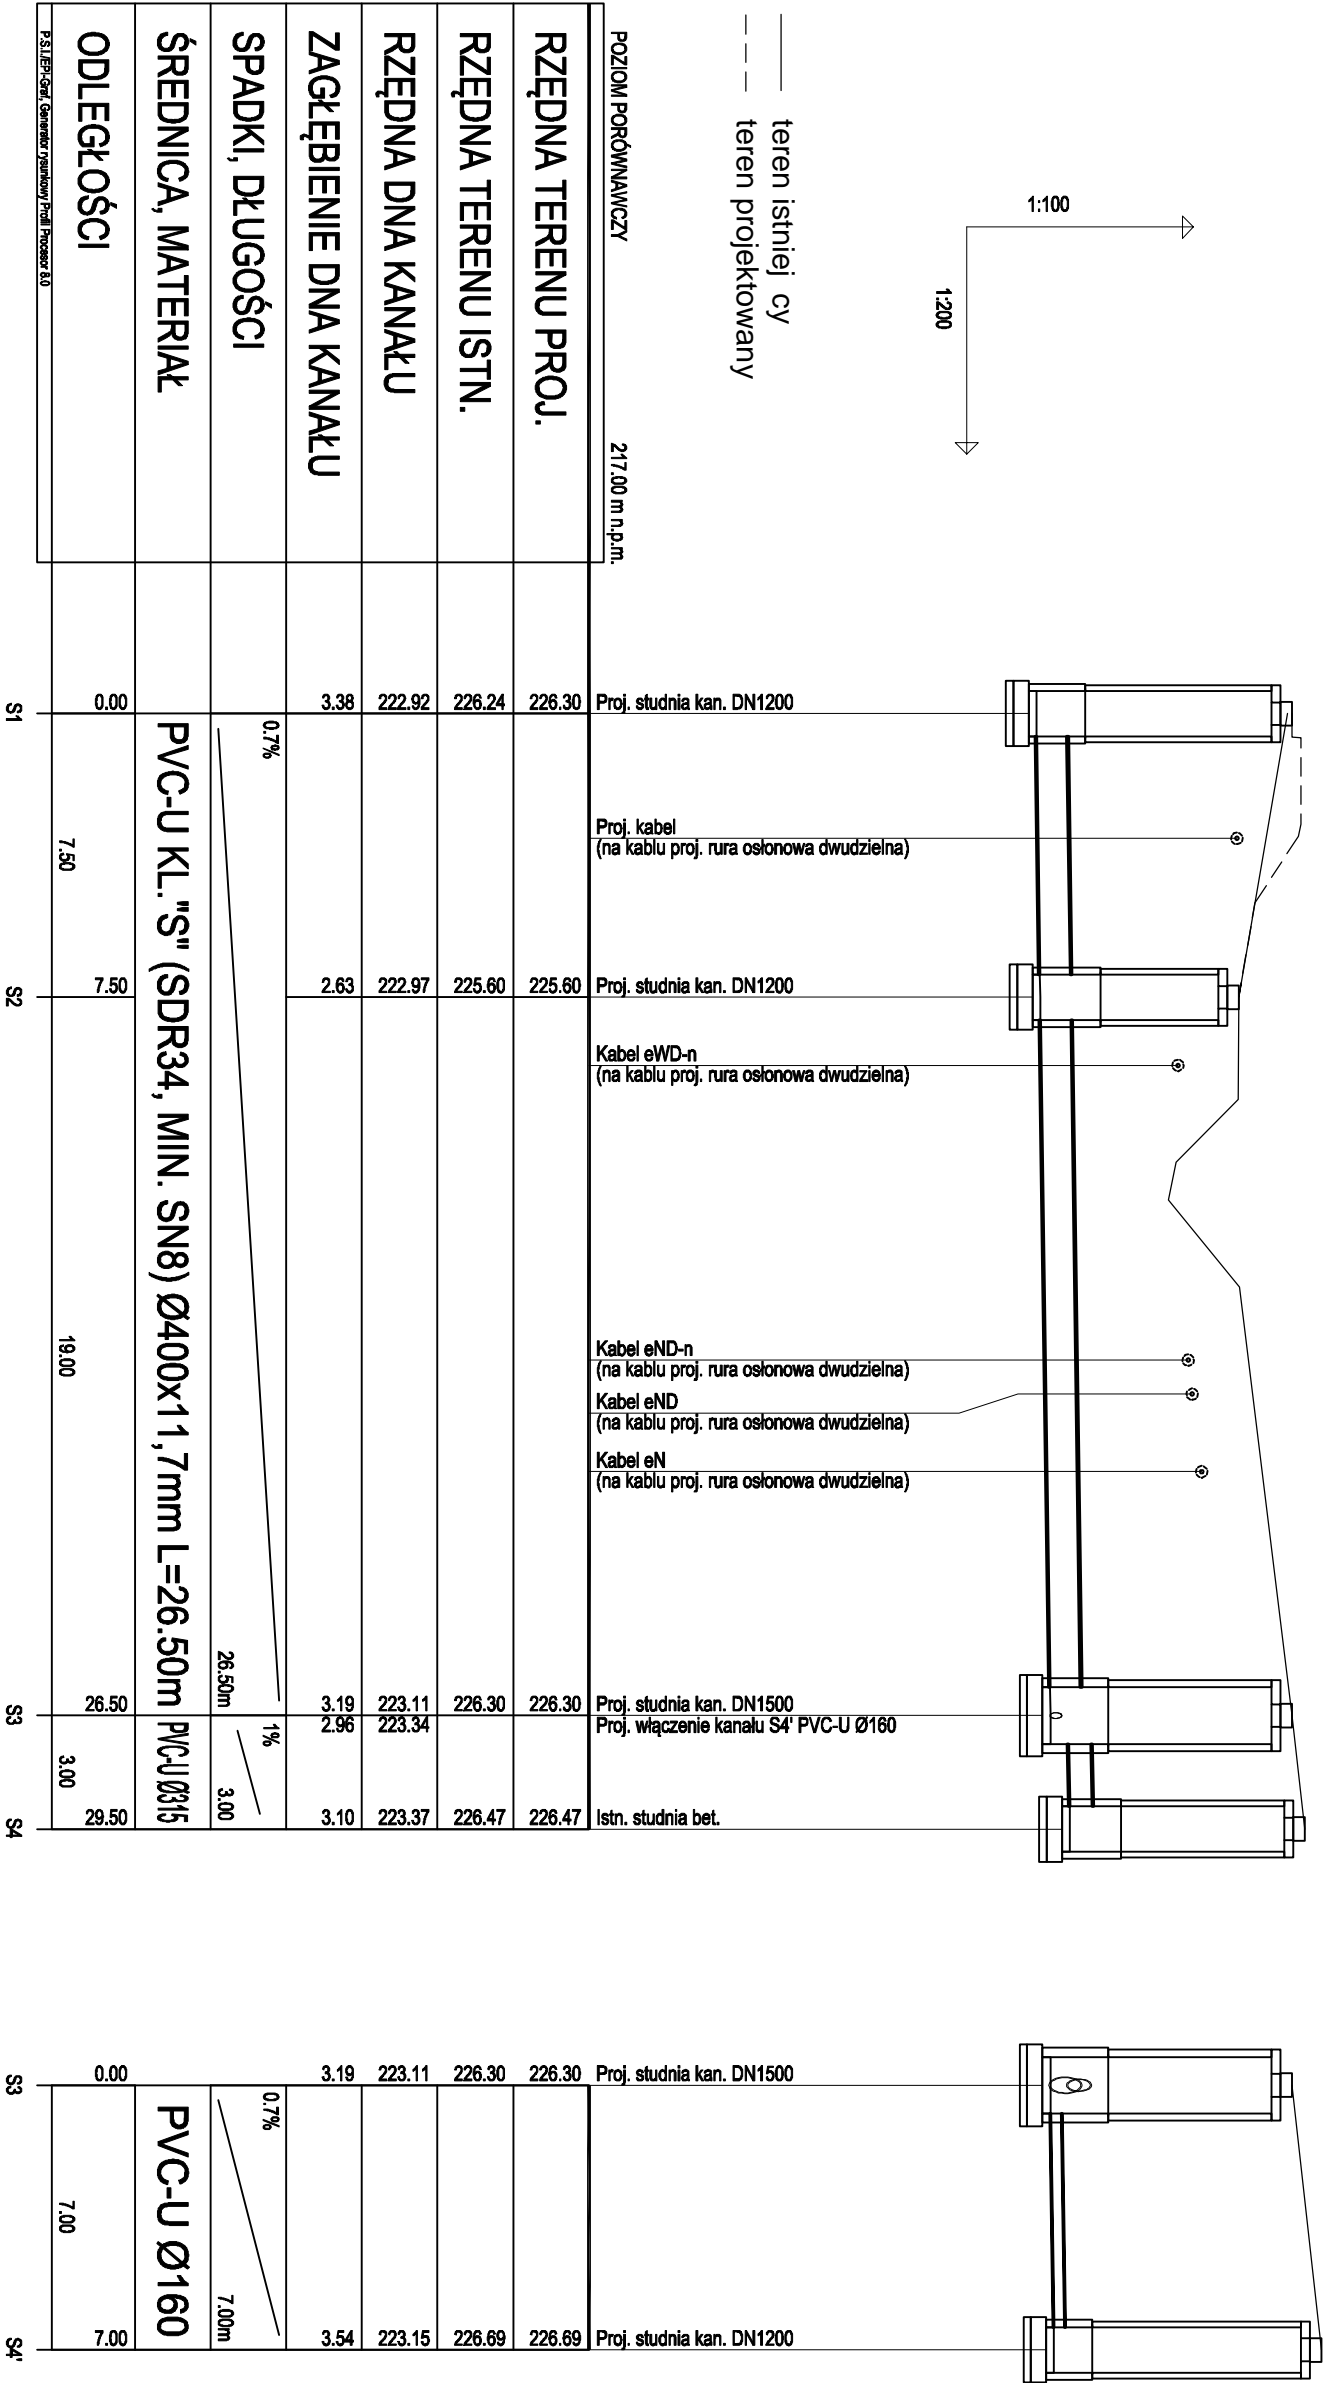 1:100
1:200
teren istniej cy
teren projektowany
POZIOM PORÓWNAWCZY 217.00 m n.p.m.
RZĘDNA TERENU PROJ.
RZĘDNA TERENU ISTN.
RZĘDNA DNA KANAŁU
ZAGŁĘBIENIE DNA KANAŁU
SPADKI, DŁUGOŚCI
ŚREDNICA, MATERIAŁ
ODLEGŁOŚCI
P.S.I./EPI-Graf, Generator rysunkowy Profil Procesor 8.0
Proj. studnia kan. DN1200
226.30
226.24
222.92
3.38
0.00
S1
Proj. kabel
(na kablu proj. rura osłonowa dwudzielna)
0.7%
7.50
Proj. studnia kan. DN1200
225.60
225.60
222.97
2.63
7.50
S2
Kabel eWD-n
(na kablu proj. rura osłonowa dwudzielna)
PVC-U KL. "S" (SDR34, MIN. SN8) Ø400x11,7mm L=26.50m
19.00
Kabel eND-n
(na kablu proj. rura osłonowa dwudzielna)
Kabel eND
(na kablu proj. rura osłonowa dwudzielna)
Kabel eN
(na kablu proj. rura osłonowa dwudzielna)
26.50m
Proj. studnia kan. DN1500
226.30
226.30
223.11
3.19
26.50
S3
Proj. włączenie kanału S4' PVC-U Ø160
223.34
2.96
1%
3.00
PVC-U Ø315
3.00
Istn. studnia bet.
226.47
226.47
223.37
3.10
29.50
S4
Proj. studnia kan. DN1500
226.30
226.30
223.11
3.19
0.00
S3
0.7%
7.00m
PVC-U Ø160
7.00
Proj. studnia kan. DN1200
226.69
226.69
223.15
3.54
7.00
S4'